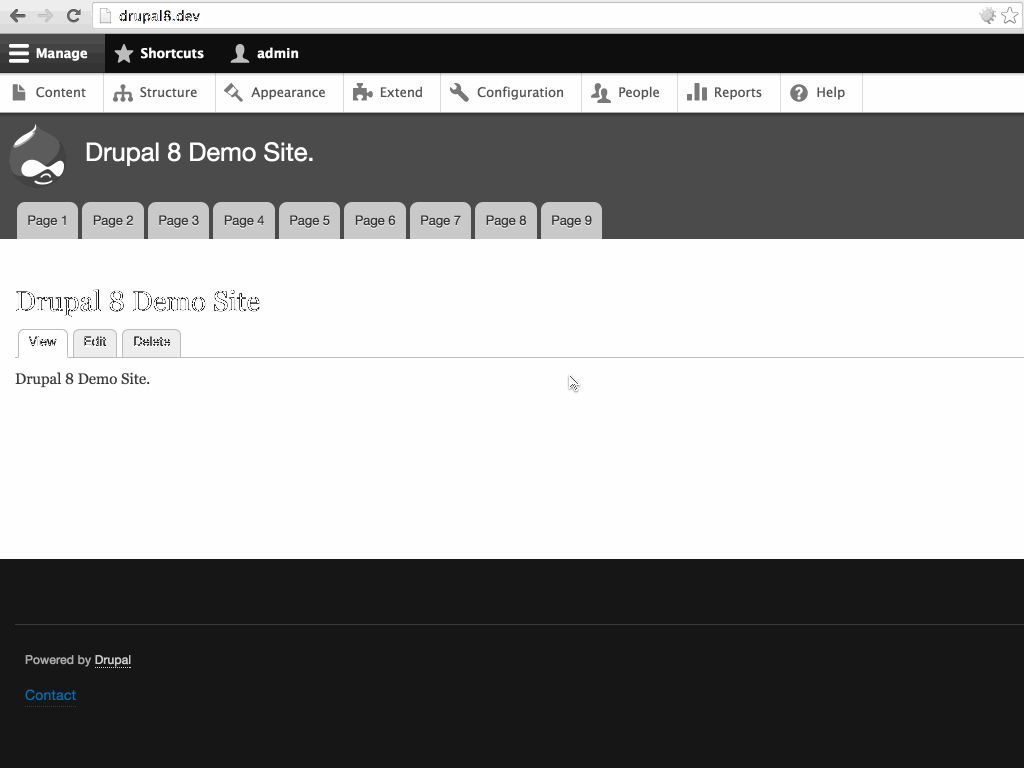 drupal8.dev
Manage Shortcuts admin
Content Structure Appearance Extend Configuration People Reports Help
Drupal 8 Demo Site.
Page 1 Page 2 Page 3 Page 4 Page 5 Page 6 Page 7 Page 8 Page 9
Drupal 8 Demo Site
View Edit Delete
Drupal 8 Demo Site.
Powered by Drupal
Contact